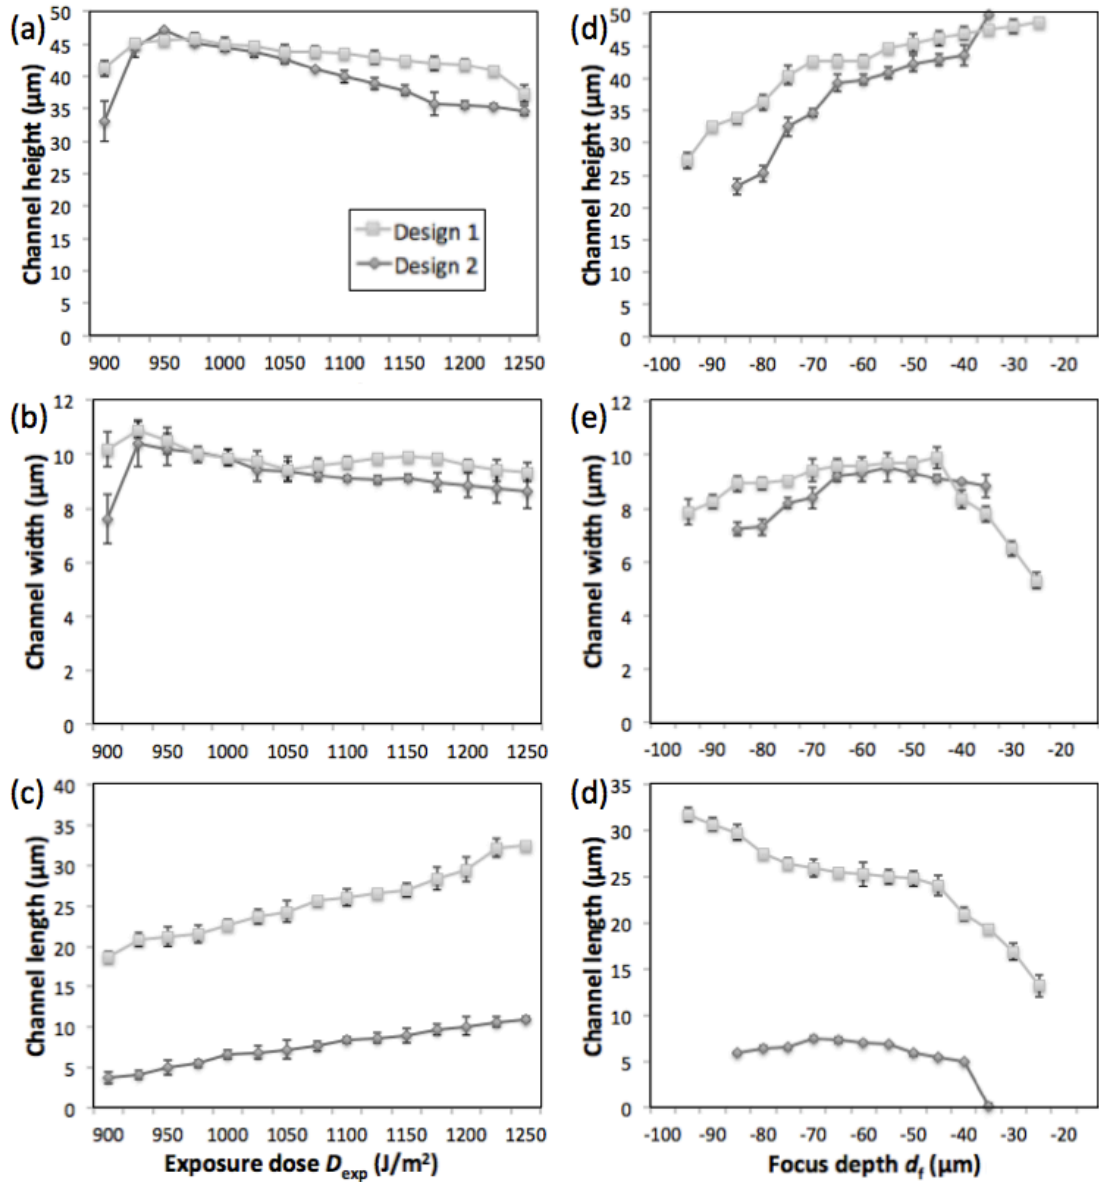 (a)
Channel height (μm)
50
45
40
35
30
25
20
15
10
5
0
Design 1
Design 2
900 950 1000 1050 1100 1150 1200 1250
(d)
Channel height (μm)
50
45
40
35
30
25
20
15
10
5
0
-100 -90 -80 -70 -60 -50 -40 -30 -20
(b)
Channel width (μm)
12
10
8
6
4
2
0
900 950 1000 1050 1100 1150 1200 1250
(e)
Channel width (μm)
12
10
8
6
4
2
0
-100 -90 -80 -70 -60 -50 -40 -30 -20
(c)
Channel length (μm)
40
35
30
25
20
15
10
5
0
900 950 1000 1050 1100 1150 1200 1250
Exposure dose Dexp (J/m²)
(d)
Channel length (μm)
35
30
25
20
15
10
5
0
-100 -90 -80 -70 -60 -50 -40 -30 -20
Focus depth df (μm)